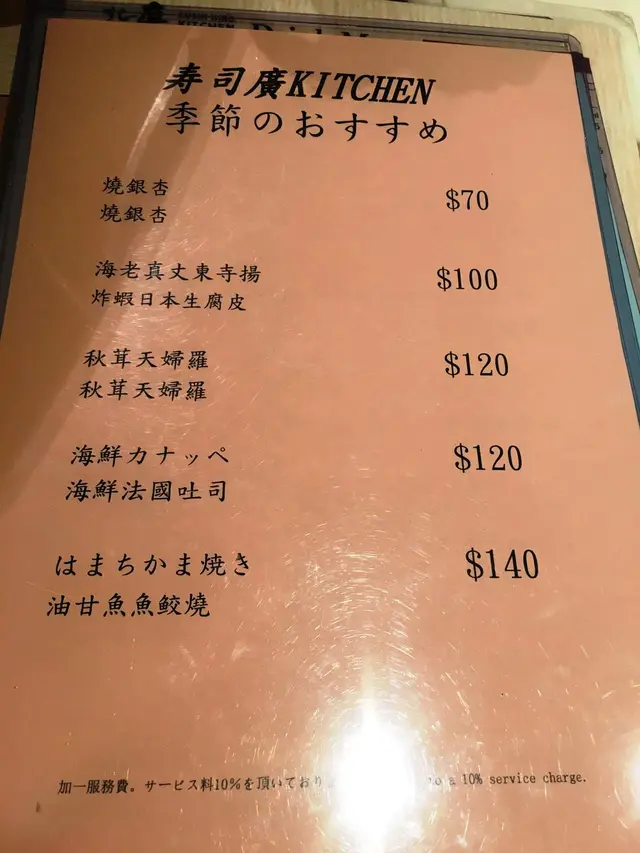 寿司廣KITCHEN
季節のおすすめ
燒銀杏
燒銀杏
$70
海老真丈東寺揚
炸蝦日本生腐皮
$100
秋茸天婦羅
秋茸天婦羅
$120
海鮮カナッペ
海鮮法國吐司
$120
はまちかま焼き
油甘魚魚鮫燒
$140
加一服務費。サービス料10%を頂いており a 10% service charge.